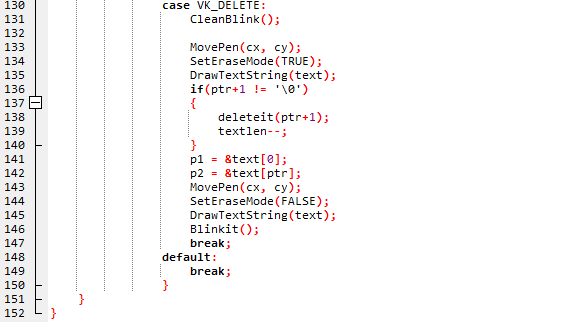 130 case VK_DELETE:
131 CleanBlink();
132
133 MovePen(cx, cy);
134 SetEraseMode(TRUE);
135 DrawTextString(text);
136 if(ptr+1 != '\0')
137 {
138 deleteit(ptr+1);
139 textlen--;
140 }
141 p1 = &text[0];
142 p2 = &text[ptr];
143 MovePen(cx, cy);
144 SetEraseMode(FALSE);
145 DrawTextString(text);
146 Blinkit();
147 break;
148 default:
149 break;
150 }
151 }
152 }